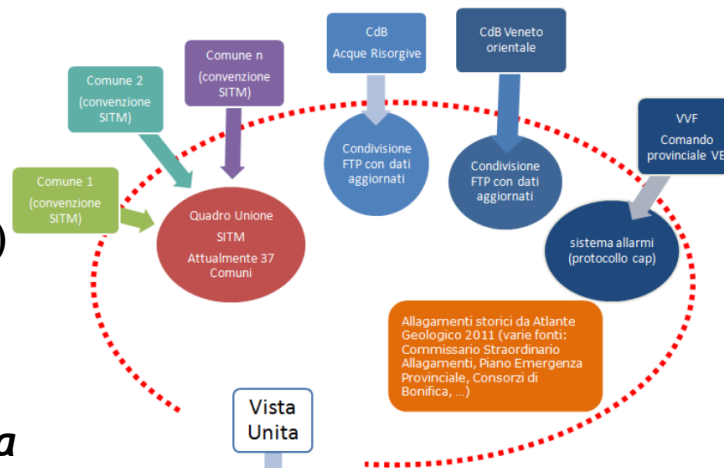 CdB
Acque Risorgive
CdB Veneto
orientale
Comune n
(convenzione
SITM)
Comune 2
(convenzione
SITM)
VVF
Comando
provinciale VE
Comune 1
(convenzione
SITM)
Condivisione
FTP con dati
aggiornati
Condivisione
FTP con dati
aggiornati
Quadro Unione
SITM
Attualmente 37
Comuni
)
sistema allarmi
(protocollo cap)
Allagamenti storici da Atlante
Geologico 2011 (varie fonti:
Commissario Straordinario
Allagamenti, Piano Emergenza
Provinciale, Consorzi di
Bonifica, ...)
Vista
Unita
a